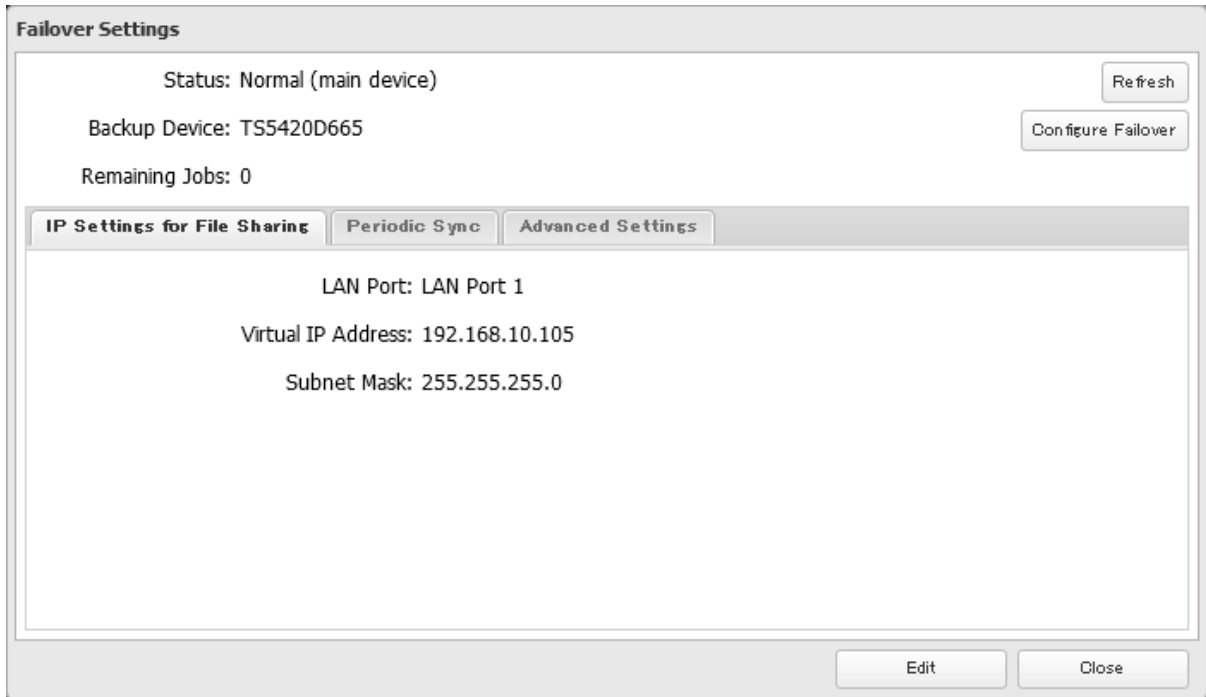 Failover Settings
Status: Normal (main device)
Refresh
Backup Device: TS5420D665
Configure Failover
Remaining Jobs: 0
IP Settings for File Sharing
Periodic Sync
Advanced Settings
LAN Port: LAN Port 1
Virtual IP Address: 192.168.10.105
Subnet Mask: 255.255.255.0
Edit
Close